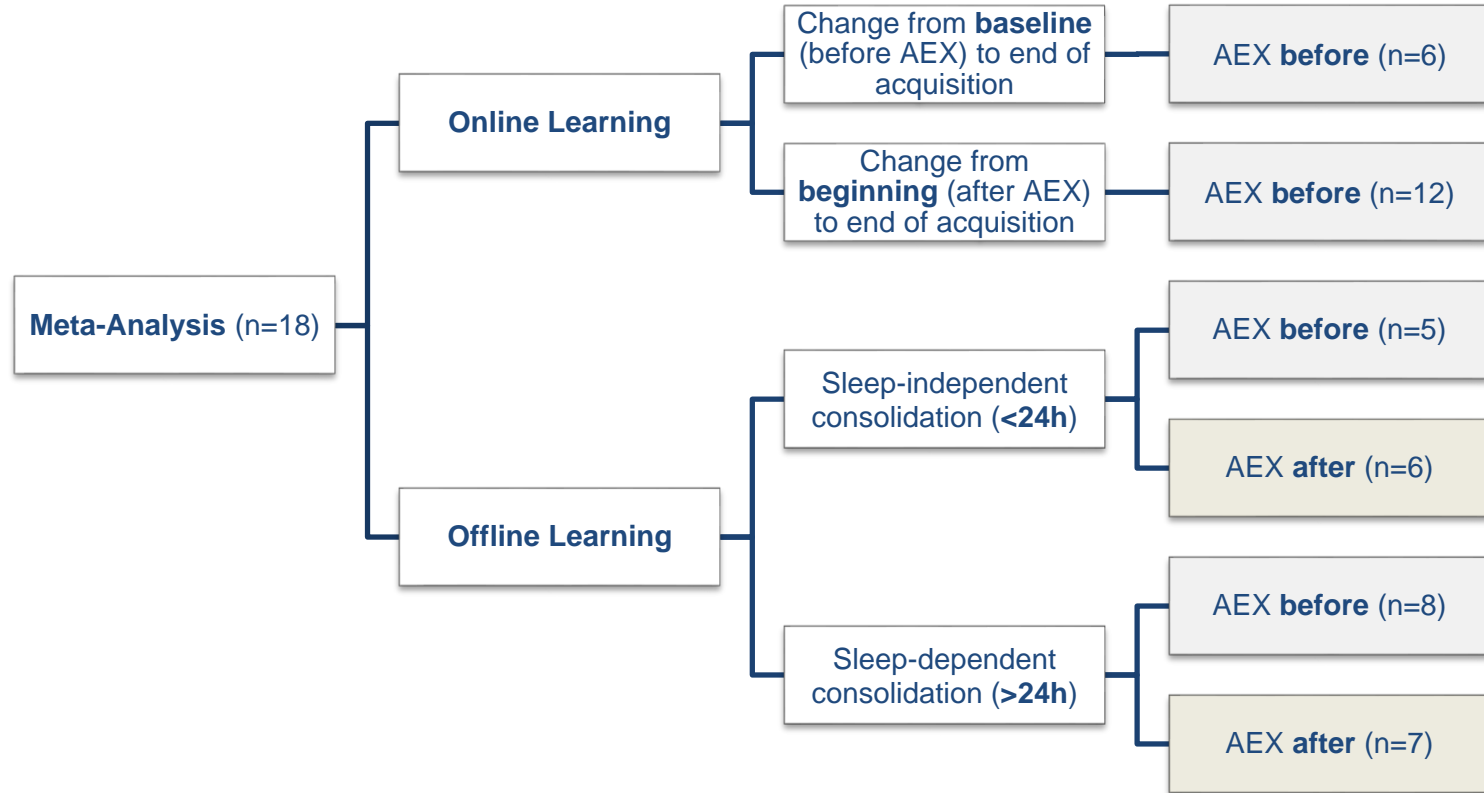 Meta-Analysis (n=18)
Online Learning
Change from baseline
(before AEX) to end of
acquisition
AEX before (n=6)
Change from
beginning (after AEX)
to end of acquisition
AEX before (n=12)
Offline Learning
Sleep-independent
consolidation (<24h)
AEX before (n=5)
AEX after (n=6)
Sleep-dependent
consolidation (>24h)
AEX before (n=8)
AEX after (n=7)